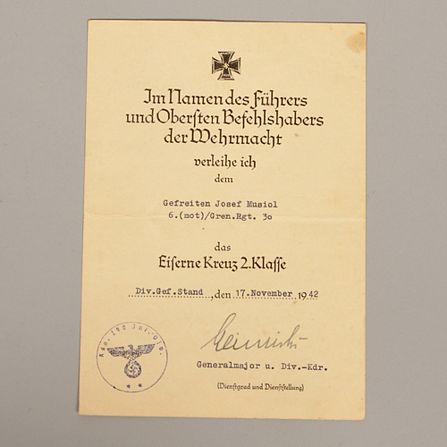 Im Namen des Führers
und Obersten Befehlshabers
der Wehrmacht
verleihe ich
dem
Gefreiten Josef Musiol
6.(mot)/Gren.Rgt. 30
das
Eiserne Kreuz 2.Klasse
Div.Gef.Stand, den 17.November 1942
Generalmajor u. Div.-Kdr.
(Dienstgrad und Dienststellung)